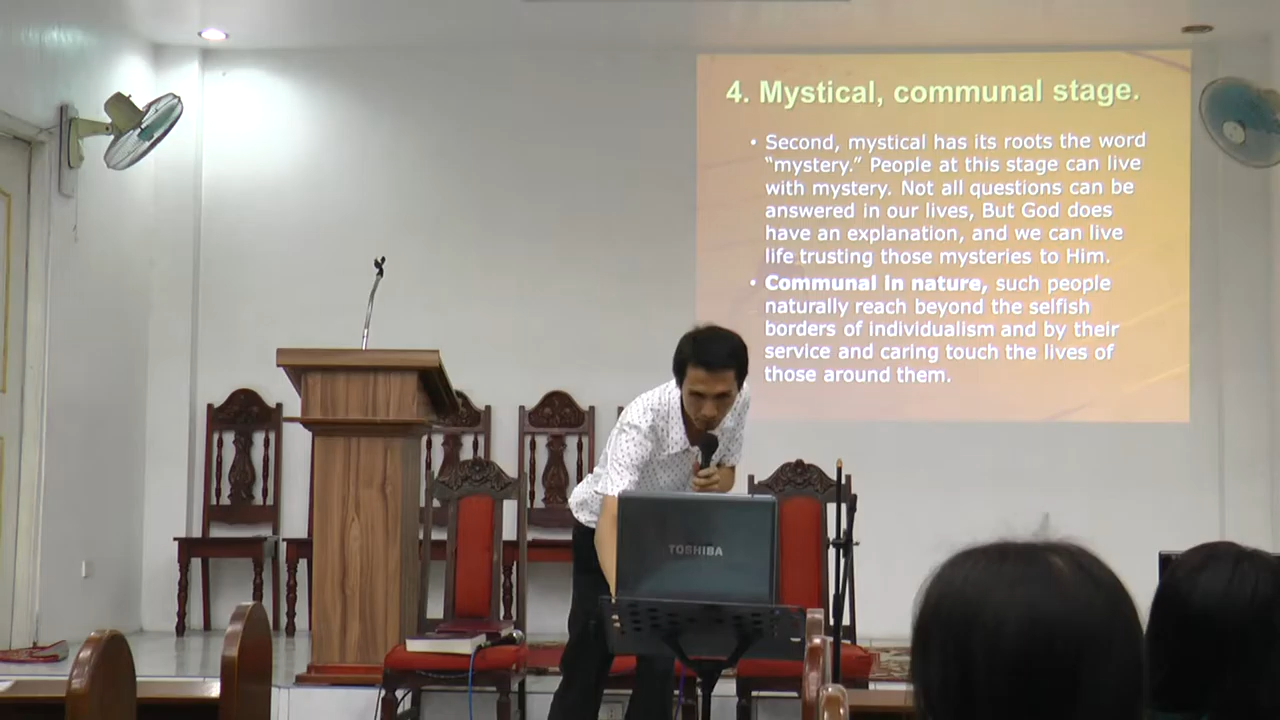 4. Mystical, communal stage.
• Second, mystical has its roots the word
“mystery.” People at this stage can live
with mystery. Not all questions can be
answered in our lives, But God does
have an explanation, and we can live
life trusting those mysteries to Him.
• Communal in nature, such people
naturally reach beyond the selfish
borders of individualism and by their
service and caring touch the lives of
those around them.
TOSHIBA